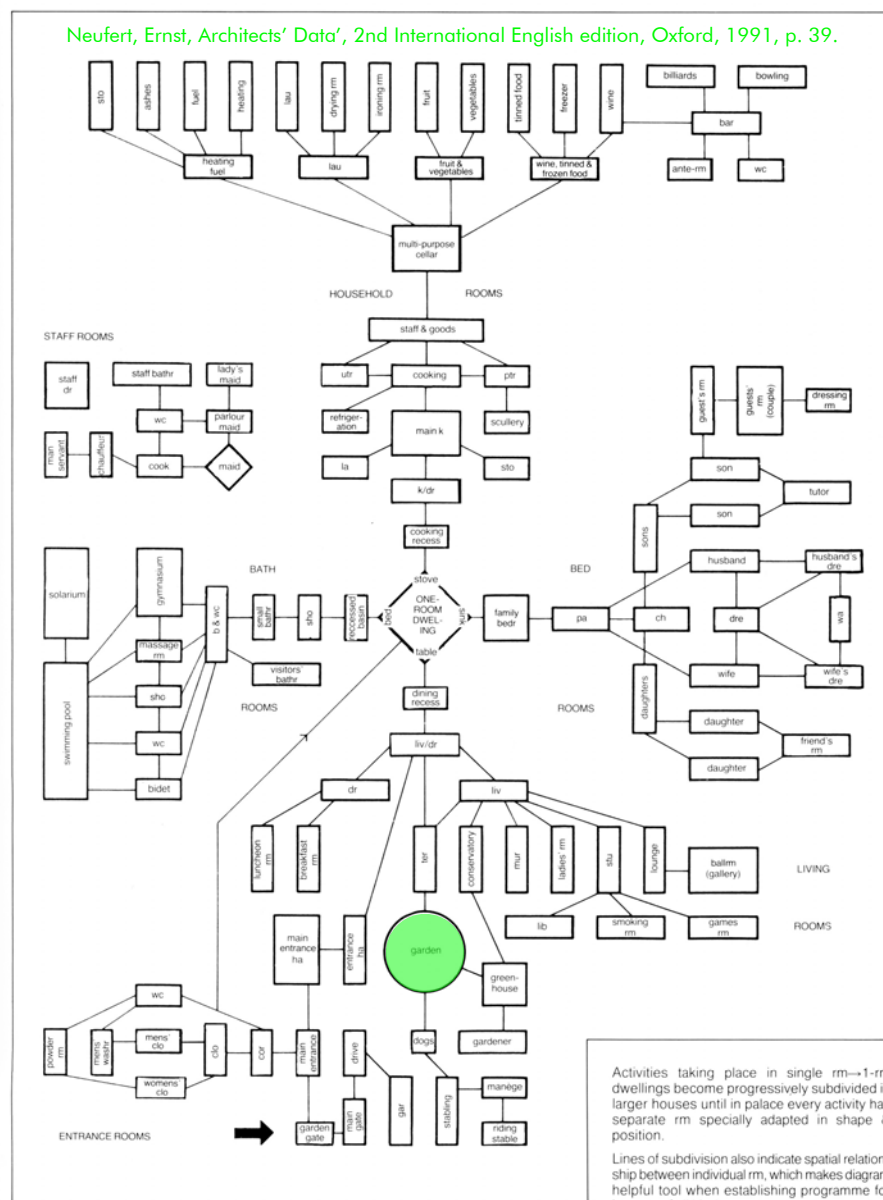 Neufert, Ernst, Architects' Data', 2nd International English edition, Oxford, 1991, p. 39.
sto
ashes
fuel
heating
lau
drying rm
ironing rm
fruit
vegetables
tinned food
freezer
wine
billiards
bowling
bar
ante-rm
wc
heating
fuel
lau
fruit &
vegetables
wine, tinned &
frozen food
multi-purpose
cellar
HOUSEHOLD
ROOMS
staff & goods
utr
cooking
ptr
refriger-
ation
main k
scullery
la
sto
k/dr
cooking
recess
STAFF ROOMS
staff
dr
staff bathr
lady's
maid
wc
parlour
maid
man
servant
chauffeur
cook
maid
guest's rm
guests'
rm
(couple)
dressing
rm
son
tutor
son
sons
BATH
BED
solarium
gymnasium
b & wc
small
bathr
sho
reccessed
basin
bed
stove
ONE-
ROOM
DWEL-
ING
table
family
bedr
pa
ch
husband
husband's
dre
dre
wa
wife
wife's
dre
massage
rm
visitors'
bathr
sho
ROOMS
ROOMS
swimming pool
wc
bidet
dining
recess
daughters
daughter
friend's
rm
daughter
liv/dr
dr
liv
luncheon
rm
breakfast
rm
ter
conservatory
mur
ladies' rm
stu
lounge
ballrm
(gallery)
LIVING
ROOMS
lib
smoking
rm
games
rm
main
entrance
ha
entrance
ha
garden
green-
house
gardener
dogs
wc
powder
rm
mens'
washr
mens'
clo
womens'
clo
clo
cor
main
entrance
drive
gar
stabling
manège
riding
stable
main
gate
garden
gate
ENTRANCE ROOMS
Activities taking place in single rm→1-rm
dwellings become progressively subdivided i
larger houses until in palace every activity ha
separate rm specially adapted in shape &
position.
Lines of subdivision also indicate spatial relation
ship between individual rm, which makes diagram
helpful tool when establishing programme fo